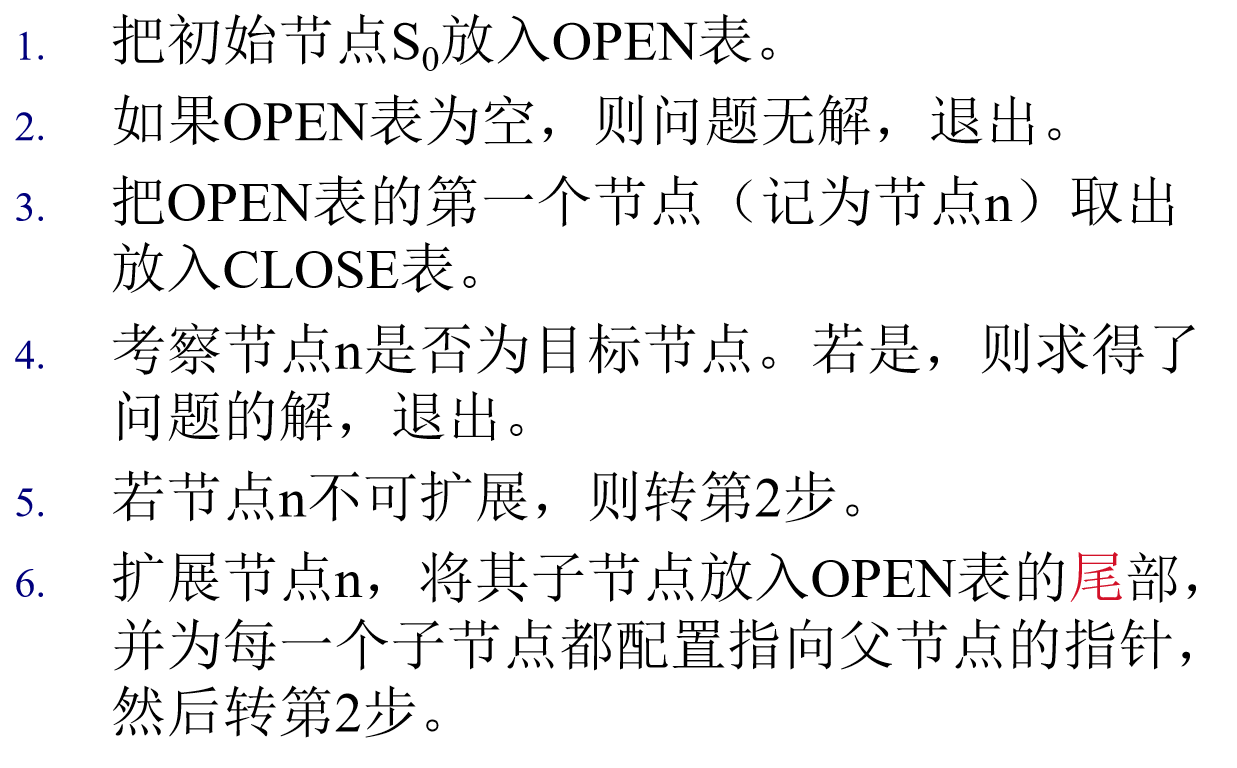 1. 把初始节点S0放入OPEN表。
2. 如果OPEN表为空，则问题无解，退出。
3. 把OPEN表的第一个节点（记为节点n）取出
放入CLOSE表。
4. 考察节点n是否为目标节点。若是，则求得了
问题的解，退出。
5. 若节点n不可扩展，则转第2步。
6. 扩展节点n，将其子节点放入OPEN表的尾部，
并为每一个子节点都配置指向父节点的指针，
然后转第2步。